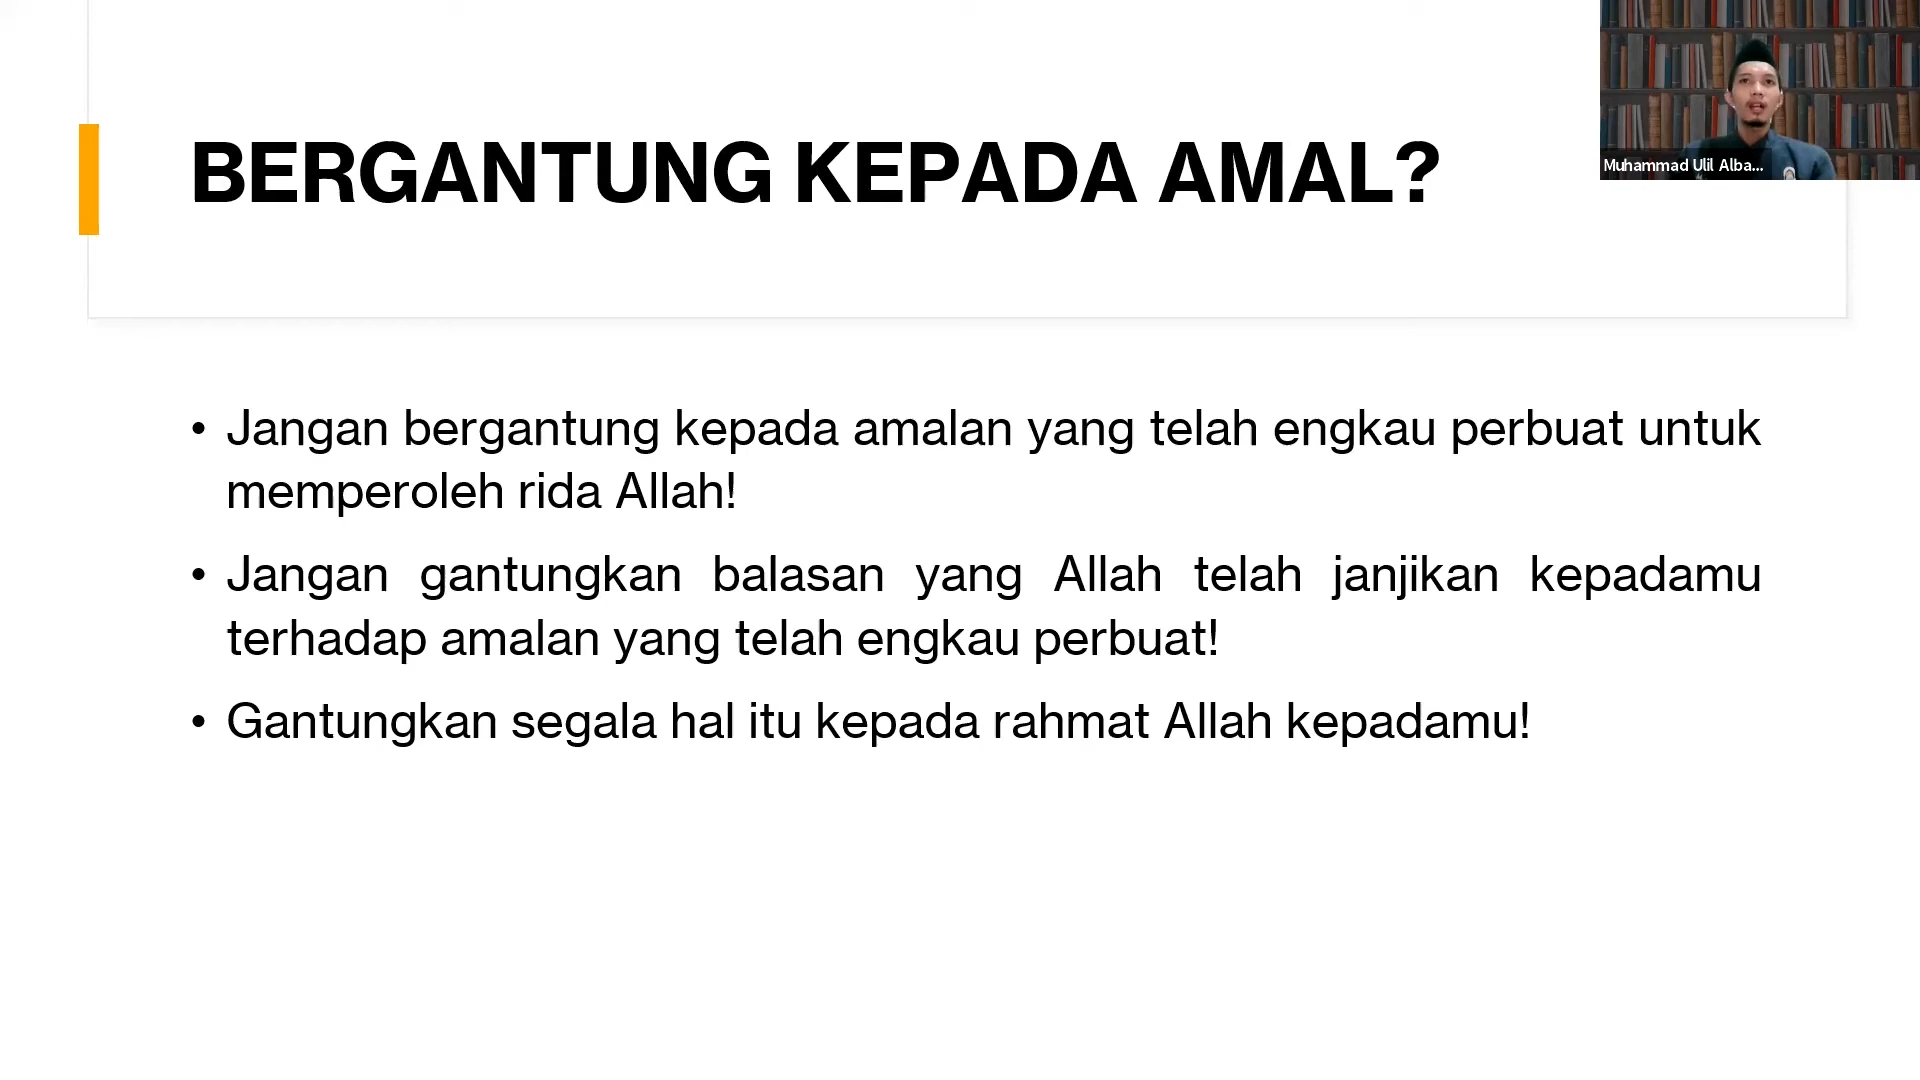 BERGANTUNG KEPADA AMAL?
Muhammad Ulil Alba...
• Jangan bergantung kepada amalan yang telah engkau perbuat untuk
memperoleh rida Allah!
• Jangan gantungkan balasan yang Allah telah janjikan kepadamu
terhadap amalan yang telah engkau perbuat!
• Gantungkan segala hal itu kepada rahmat Allah kepadamu!